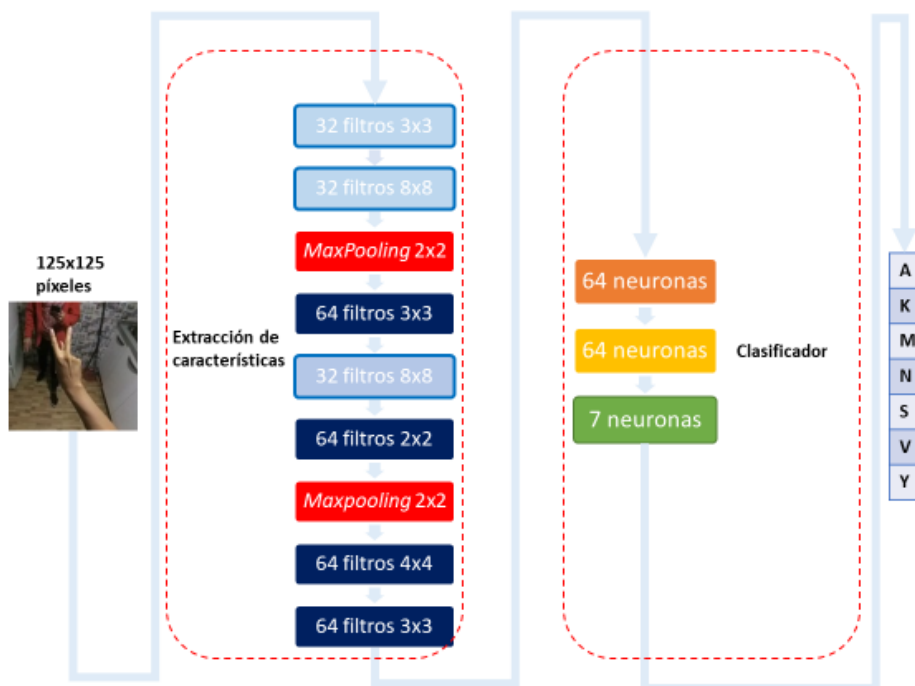 125x125
píxeles
Extracción de
características
32 filtros 3x3
32 filtros 8x8
MaxPooling 2x2
64 filtros 3x3
32 filtros 8x8
64 filtros 2x2
Maxpooling 2x2
64 filtros 4x4
64 filtros 3x3
64 neuronas
64 neuronas
7 neuronas
Clasificador
A
K
M
N
S
V
Y